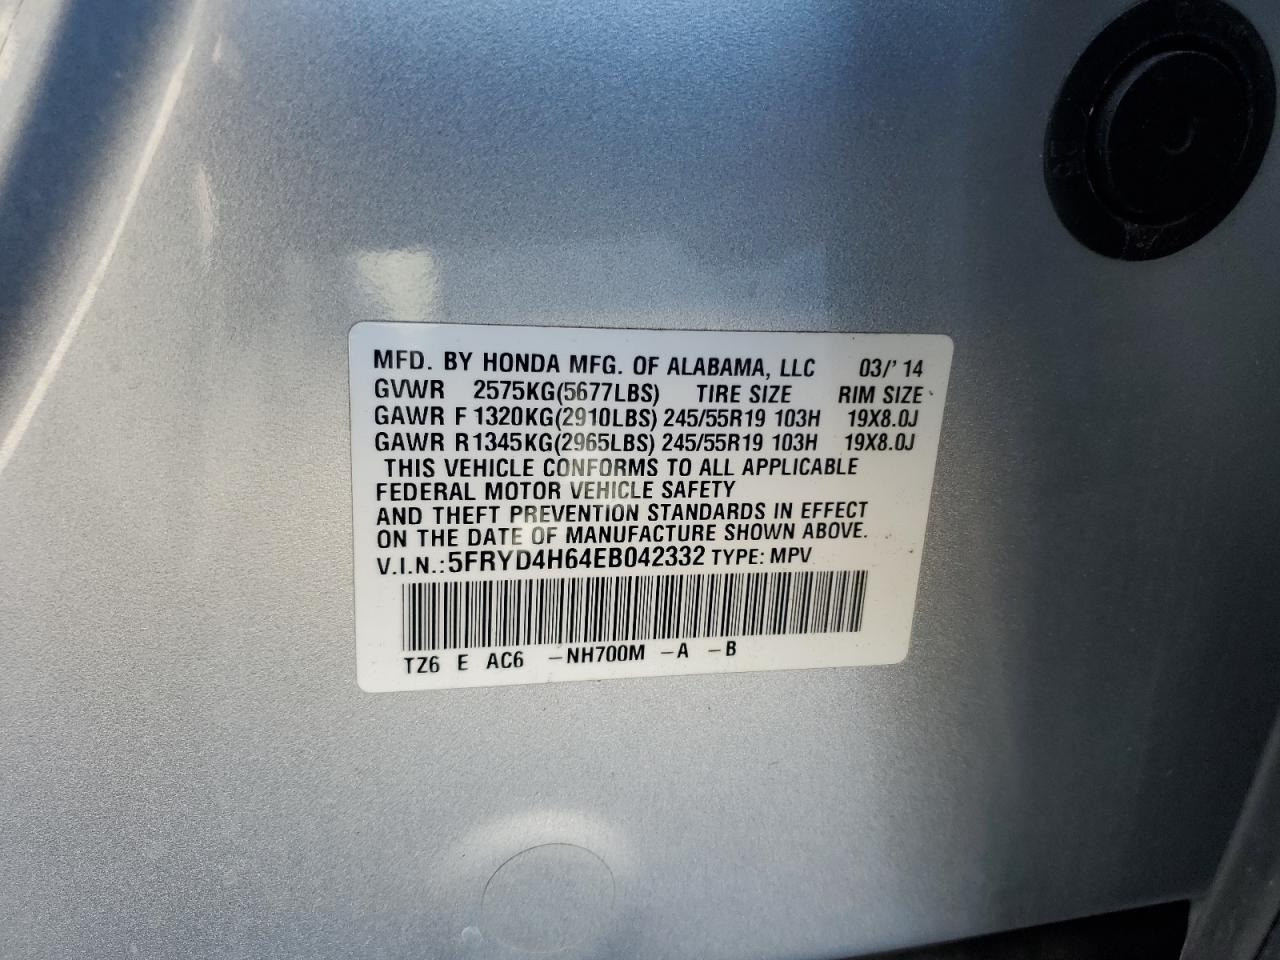 MFD. BY HONDA MFG. OF ALABAMA, LLC 03/'14
GVWR 2575KG(5677LBS) TIRE SIZE RIM SIZE
GAWR F 1320KG(2910LBS) 245/55R19 103H 19X8.0J
GAWR R 1345KG(2965LBS) 245/55R19 103H 19X8.0J
THIS VEHICLE CONFORMS TO ALL APPLICABLE
FEDERAL MOTOR VEHICLE SAFETY
AND THEFT PREVENTION STANDARDS IN EFFECT
ON THE DATE OF MANUFACTURE SHOWN ABOVE.
V.I.N.: 5FRYD4H64EB042332 TYPE: MPV
TZ6 E AC6 -NH700M -A -B